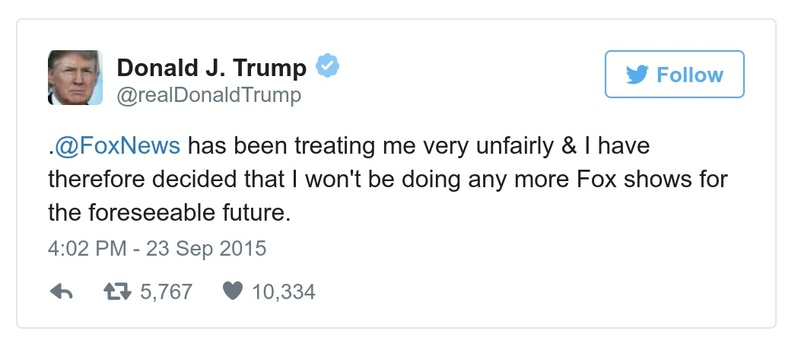 Donald J. Trump
@realDonaldTrump
Follow
.@FoxNews has been treating me very unfairly & I have
therefore decided that I won't be doing any more Fox shows for
the foreseeable future.
4:02 PM - 23 Sep 2015
5,767 10,334